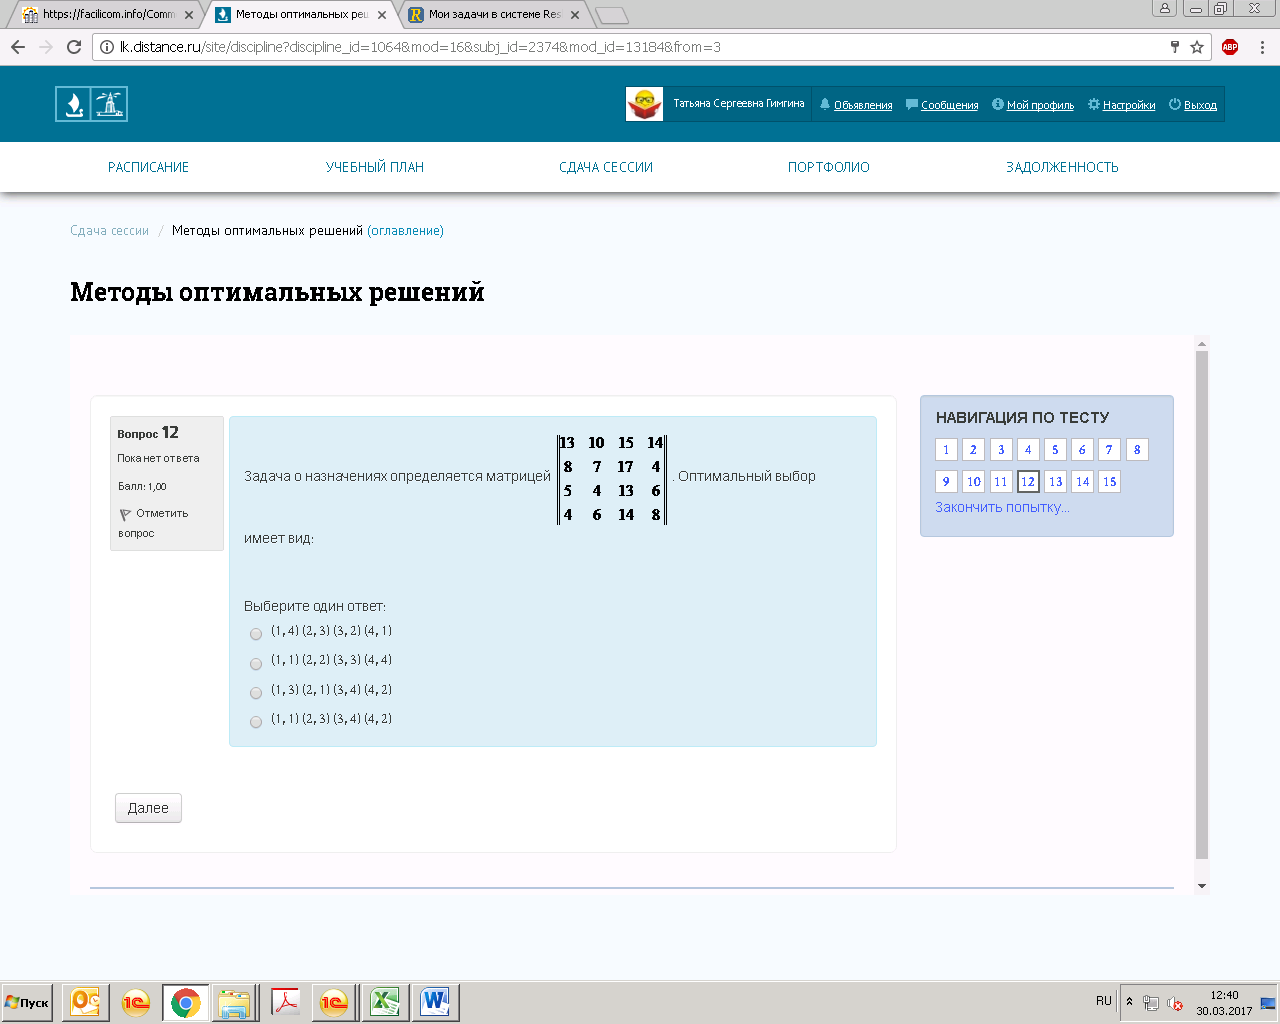 https://facilicom.info/Comm
Методы оптимальных реш
Мои задачи в системе Res
lk.distance.ru/site/discipline?discipline_id=1064&mod=16&subj_id=2374&mod_id=13184&from=3
ABP
Татьяна Сергеевна Гимгина
Объявления
Сообщения
Мой профиль
Настройки
Выход
РАСПИСАНИЕ
УЧЕБНЫЙ ПЛАН
СДАЧА СЕССИИ
ПОРТФОЛИО
ЗАДОЛЖЕННОСТЬ
Сдача сессии / Методы оптимальных решений (оглавление)
Методы оптимальных решений
Вопрос 12
Пока нет ответа
Балл: 1,00
Отметить
вопрос
13 10 15 14
8 7 17 4
Задача о назначениях определяется матрицей . Оптимальный выбор
5 4 13 6
4 6 14 8
имеет вид:
Выберите один ответ:
(1, 4) (2, 3) (3, 2) (4, 1)
(1, 1) (2, 2) (3, 3) (4, 4)
(1, 3) (2, 1) (3, 4) (4, 2)
(1, 1) (2, 3) (3, 4) (4, 2)
Далее
НАВИГАЦИЯ ПО ТЕСТУ
1 2 3 4 5 6 7 8
9 10 11 12 13 14 15
Закончить попытку...
Пуск
RU
12:40
30.03.2017